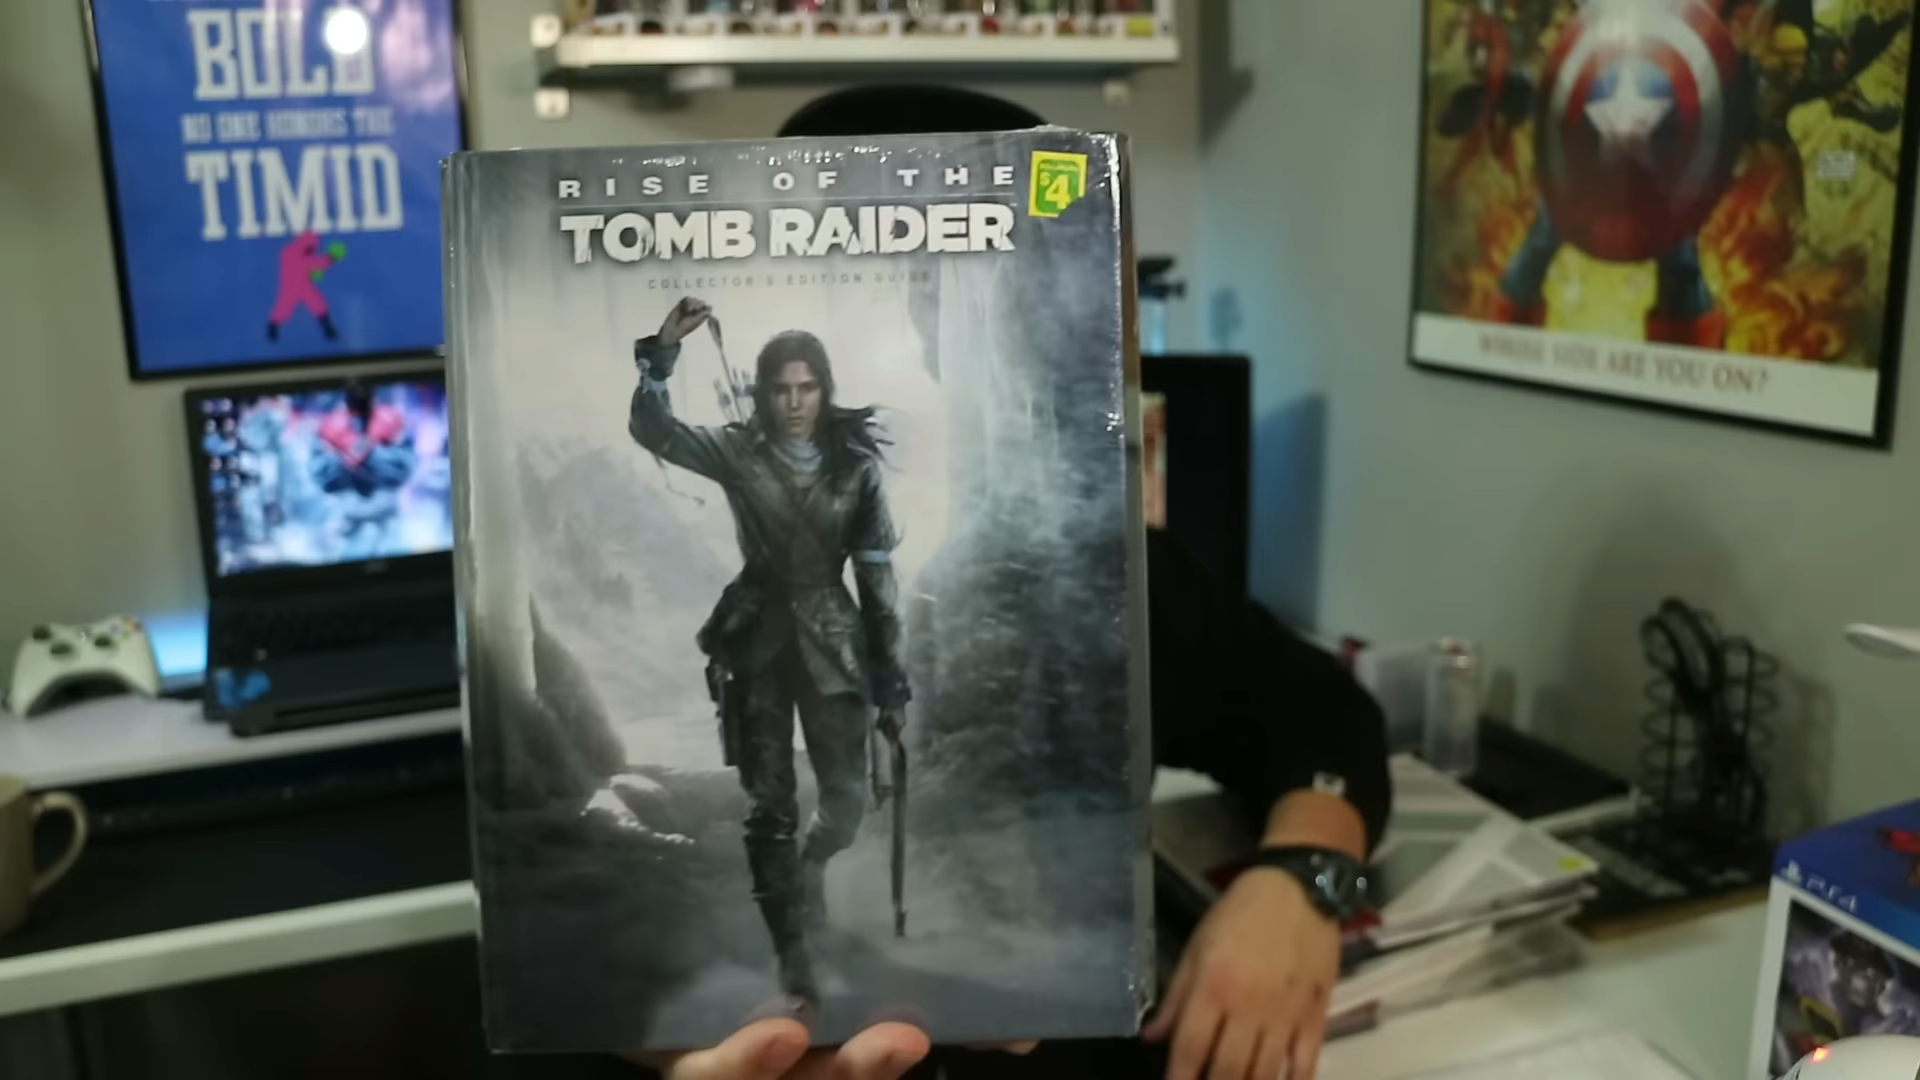 BOLD
NO ONE HONORS THE
TIMID
RISE OF THE
TOMB RAIDER
COLLECTOR'S EDITION GUIDE
$4
WHOSE SIDE ARE YOU ON?
PS4